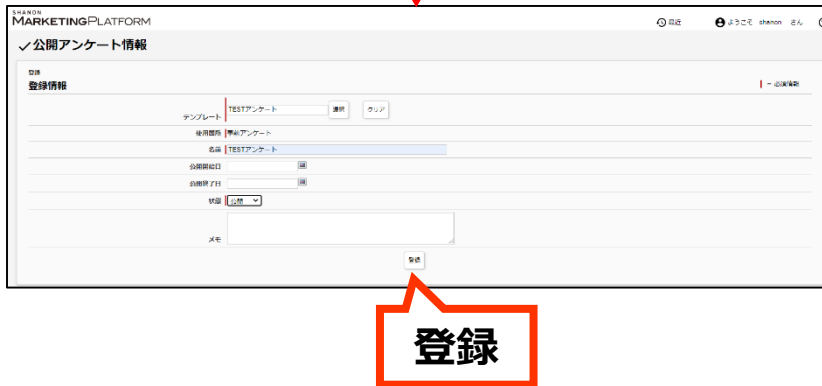 SHANON
MARKETINGPLATFORM
最近 ようこそ shanon さん
公開アンケート情報
登録
登録情報
= 必須情報
テンプレート TESTアンケート 選択 クリア
使用箇所 事前アンケート
名前 TESTアンケート
公開開始日
公開終了日
状態 公開
メモ
登録
登録